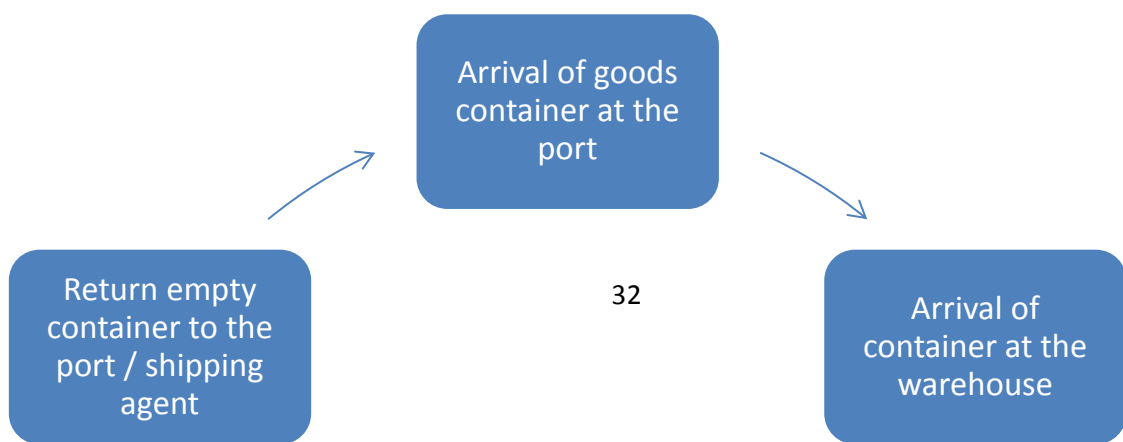 Arrival of goods
container at the
port
Return empty
container to the
port / shipping
agent
32
Arrival of
container at the
warehouse